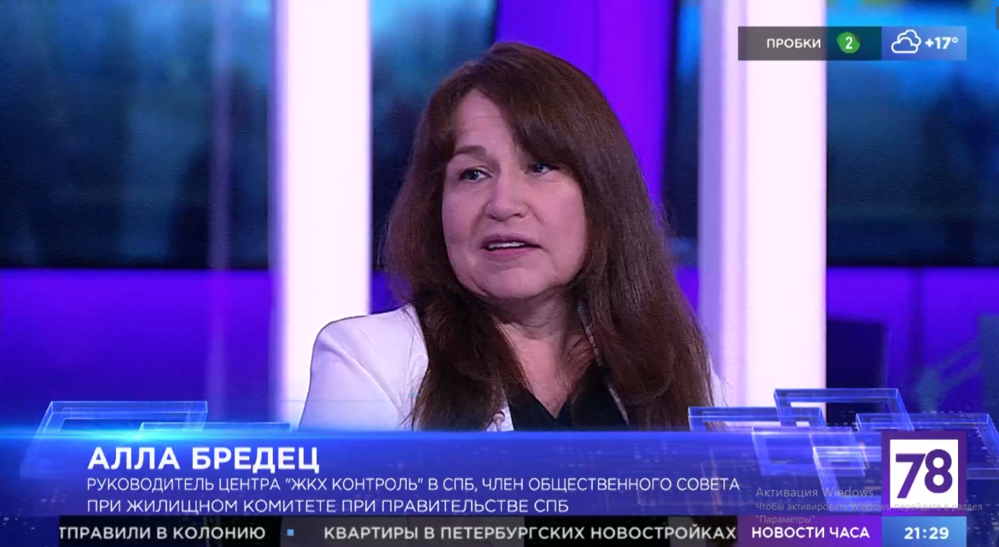 ПРОБКИ 2 +17°
АЛЛА БРЕДЕЦ
РУКОВОДИТЕЛЬ ЦЕНТРА "ЖКХ КОНТРОЛЬ" В СПБ, ЧЛЕН ОБЩЕСТВЕННОГО СОВЕТА
ПРИ ЖИЛИЩНОМ КОМИТЕТЕ ПРИ ПРАВИТЕЛЬСТВЕ СПБ
78
Активация Windows
Чтобы активировать Windows, перейдите в раздел
"Параметры".
ТПРАВИЛИ В КОЛОНИЮ ▪ КВАРТИРЫ В ПЕТЕРБУРГСКИХ НОВОСТРОЙКАХ НОВОСТИ ЧАСА 21:29